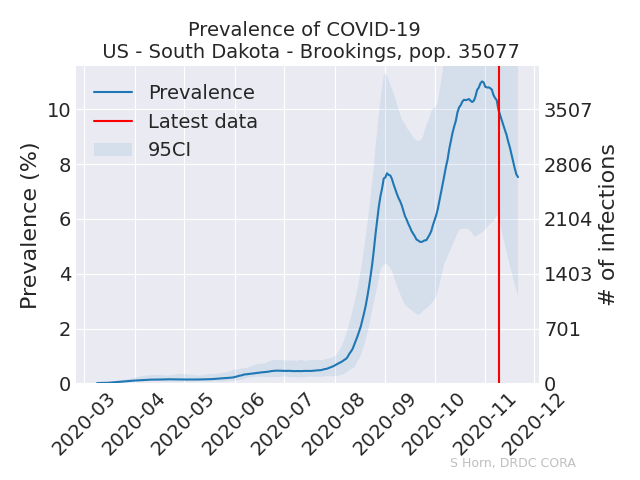 Prevalence of COVID-19
US - South Dakota - Brookings, pop. 35077
Prevalence
Latest data
95CI
Prevalence (%)
10
8
6
4
2
0
3507
2806
2104
1403
701
0
# of infections
2020-03
2020-04
2020-05
2020-06
2020-07
2020-08
2020-09
2020-10
2020-11
2020-12
S Horn, DRDC CORA